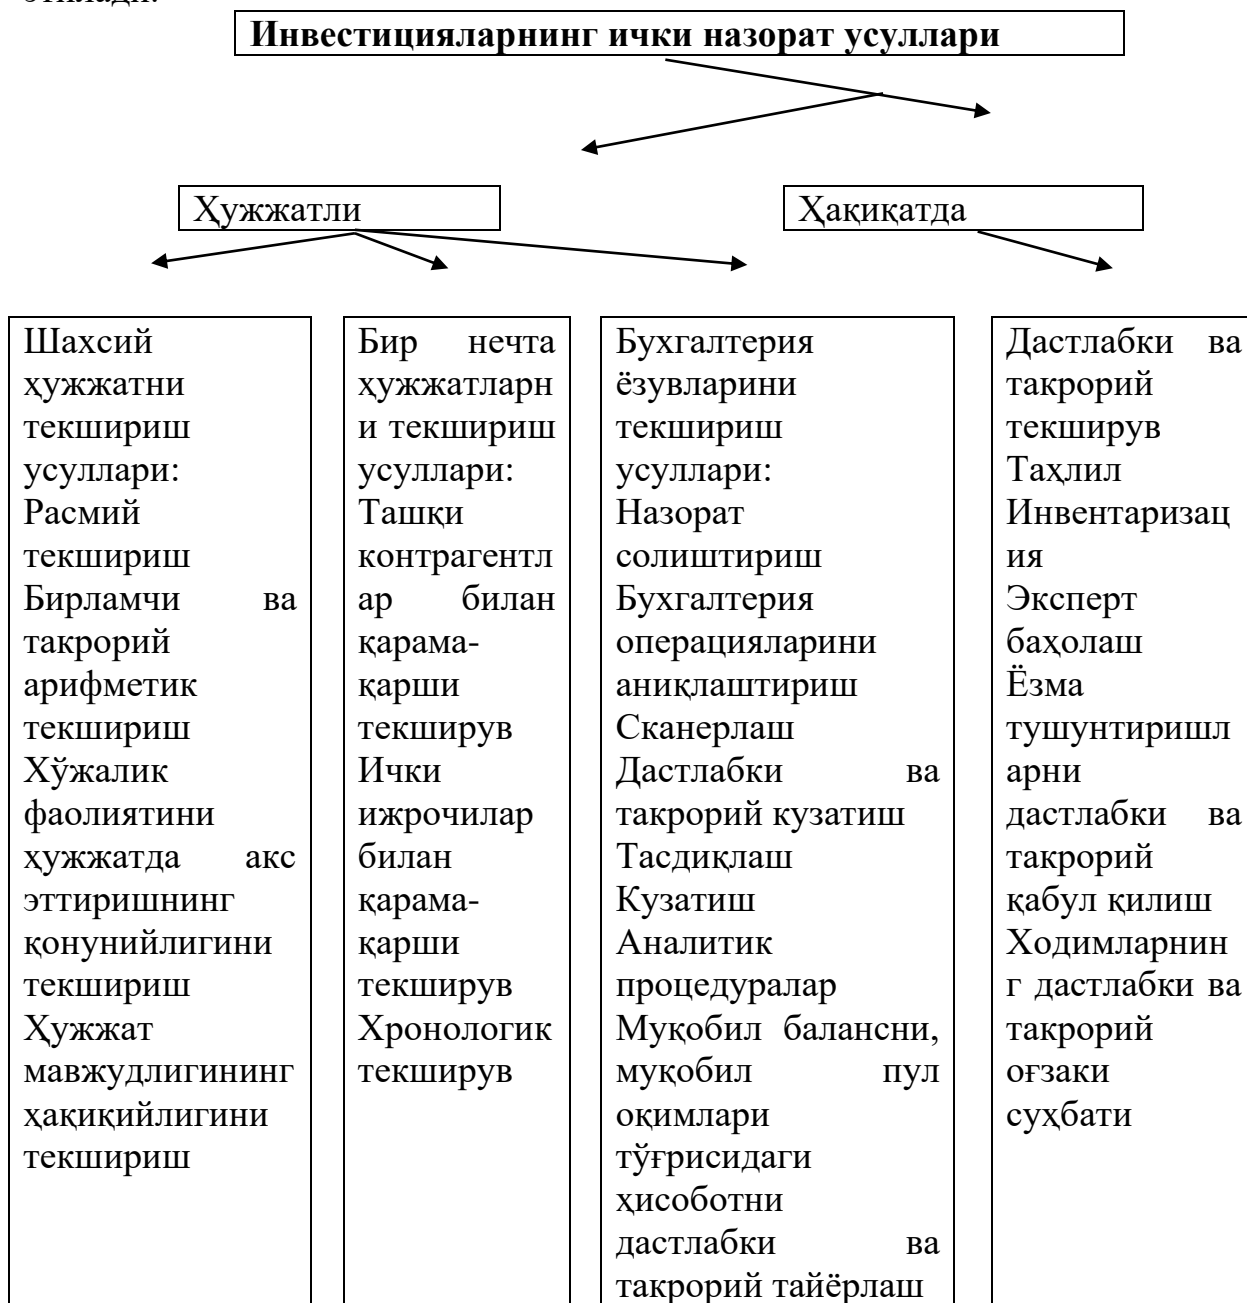 Инвестицияларнинг ички назорат усуллари
Ҳужжатли
Ҳақиқатда
Шахсий
ҳужжатни
текшириш
усуллари:
Расмий
текшириш
Бирламчи ва
такрорий
арифметик
текшириш
Хўжалик
фаолиятини
ҳужжатда акс
эттиришнинг
қонунийлигини
текшириш
Ҳужжат
мавжудлигининг
ҳақиқийлигини
текшириш
Бир нечта
ҳужжатларн
и текшириш
усуллари:
Ташқи
контрагентл
ар билан
қарама-
қарши
текширув
Ички
ижрочилар
билан
қарама-
қарши
текширув
Хронологик
текширув
Бухгалтерия
ёзувларини
текшириш
усуллари:
Назорат
солиштириш
Бухгалтерия
операцияларини
аниқлаштириш
Сканерлаш
Дастлабки ва
такрорий кузатиш
Тасдиқлаш
Кузатиш
Аналитик
процедуралар
Муқобил балансни,
муқобил пул
оқимлари
тўғрисидаги
ҳисоботни
дастлабки ва
такрорий тайёрлаш
Дастлабки ва
такрорий
текширув
Таҳлил
Инвентаризац
ия
Эксперт
баҳолаш
Ёзма
тушунтиришл
арни
дастлабки ва
такрорий
қабул қилиш
Ходимларнин
г дастлабки ва
такрорий
оғзаки
суҳбати